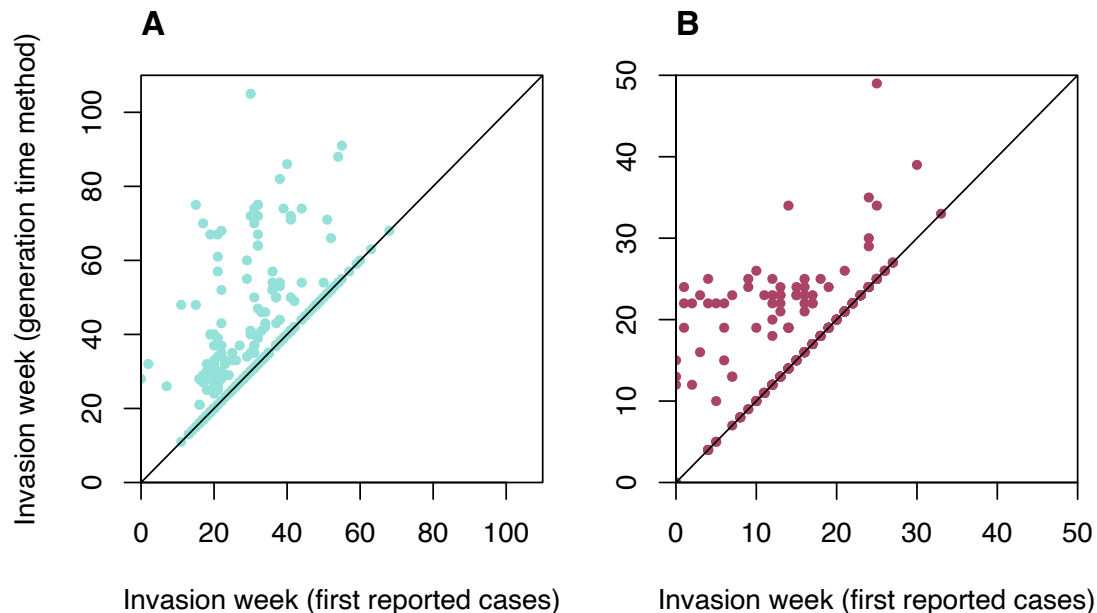 A
B
Invasion week (generation time method)
100
80
60
40
20
0
0 20 40 60 80 100
50
40
30
20
10
0
0 10 20 30 40 50
Invasion week (first reported cases)
Invasion week (first reported cases)